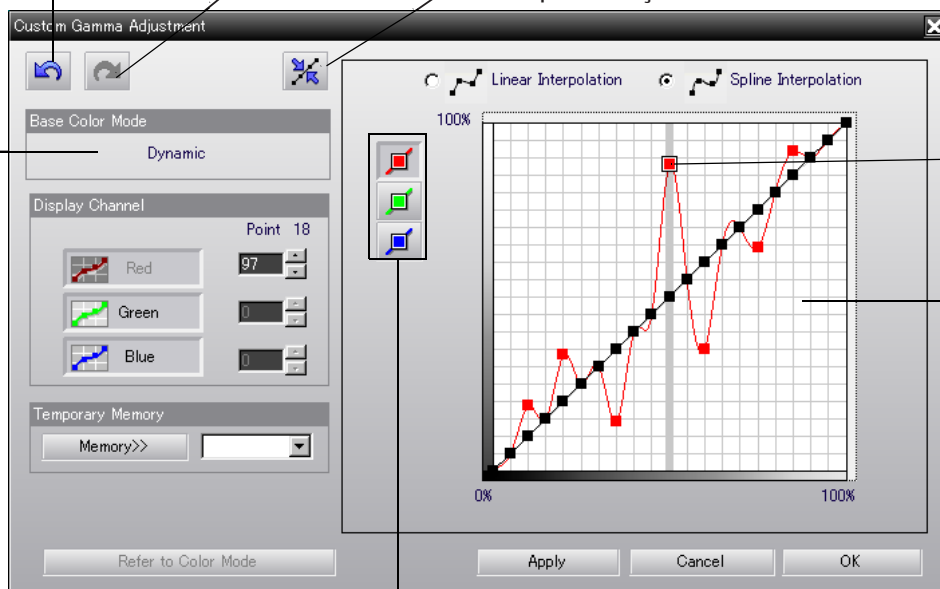 Custom Gamma Adjustment
Linear Interpolation
Spline Interpolation
Base Color Mode
Dynamic
100%
Display Channel
Point 18
Red
97
Green
0
Blue
0
Temporary Memory
Memory>>
0%
100%
Refer to Color Mode
Apply
Cancel
OK